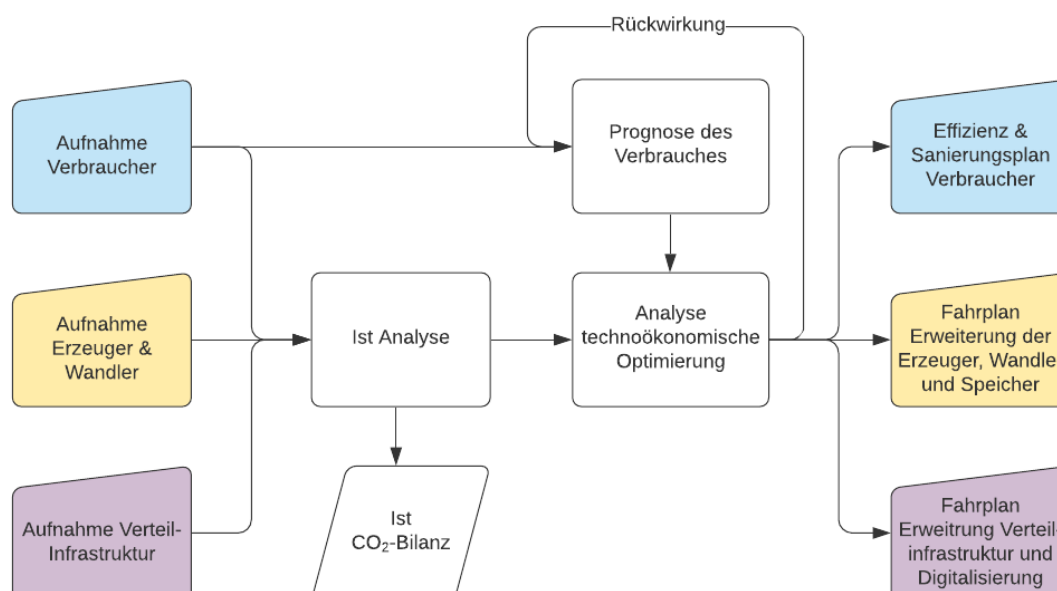 Rückwirkung
Aufnahme
Verbraucher
Prognose des
Verbrauches
Effizienz &
Sanierungsplan
Verbraucher
Aufnahme
Erzeuger &
Wandler
Ist Analyse
Analyse
technoökonomische
Optimierung
Fahrplan
Erweiterung der
Erzeuger, Wandle
und Speicher
Aufnahme Verteil-
Infrastruktur
Ist
CO₂-Bilanz
Fahrplan
Erweitrung Verteil-
infrastruktur und
Digitalisierung